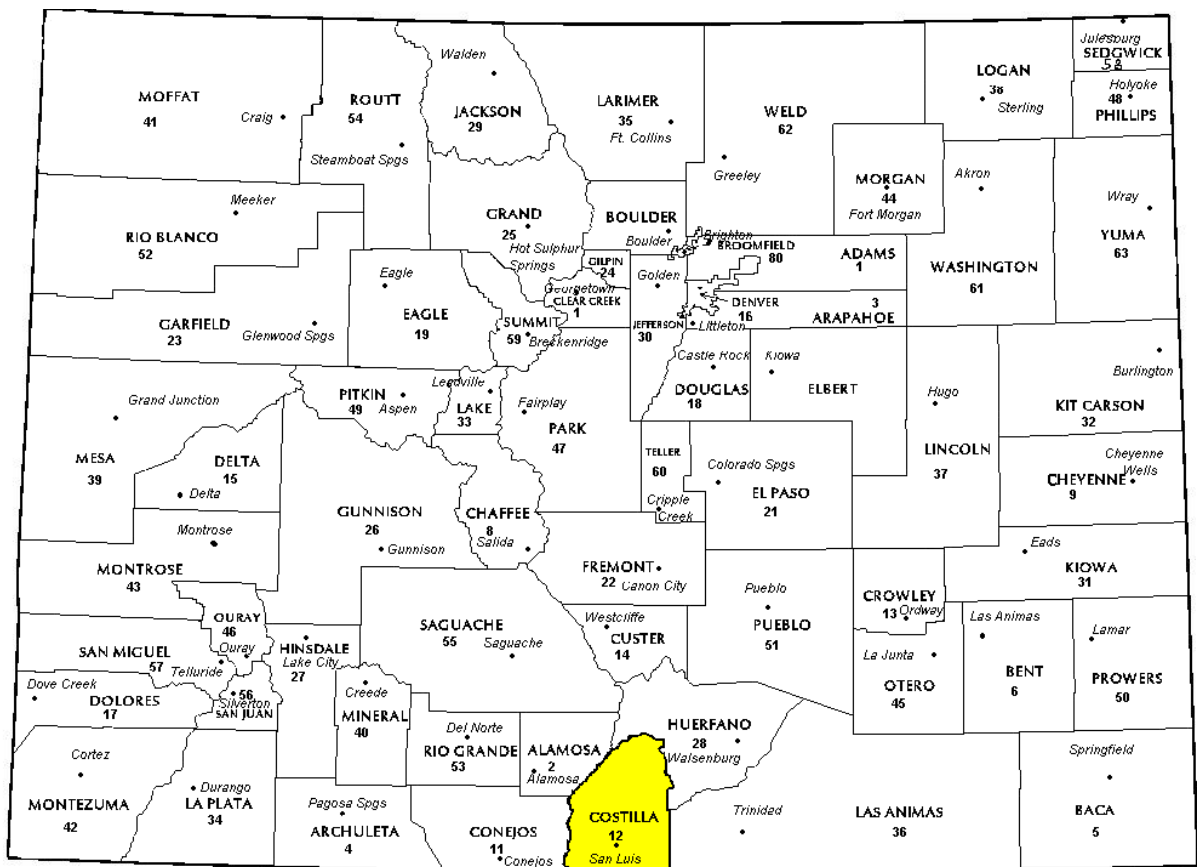 Julesburg
SEDGWICK
58
Walden
JACKSON
29
LOGAN
38
Sterling
Holyoke
48
PHILLIPS
MOFFAT
41
Craig
ROUTT
54
Steamboat Spgs
LARIMER
35
Ft. Collins
WELD
62
Greeley
MORGAN
44
Fort Morgan
Akron
WASHINGTON
61
Wray
YUMA
63
Meeker
RIO BLANCO
52
GRAND
25
Hot Sulphur
Springs
BOULDER
Boulder
Brighton
BROOMFIELD
80
ADAMS
1
GILPIN
24
Golden
Georgetown
CLEAR CREEK
1
DENVER
16
3
ARAPAHOE
Littleton
JEFFERSON
30
Eagle
EAGLE
19
SUMMIT
59
Breckenridge
GARFIELD
23
Glenwood Spgs
Castle Rock
DOUGLAS
18
Kiowa
ELBERT
Hugo
LINCOLN
37
Burlington
KIT CARSON
32
PITKIN
49
Aspen
Leadville
LAKE
33
Fairplay
PARK
47
Grand Junction
MESA
39
DELTA
15
Delta
TELLER
60
Cripple
Creek
Colorado Spgs
EL PASO
21
Cheyenne
Wells
CHEYENNE
9
GUNNISON
26
Gunnison
CHAFFEE
8
Salida
Montrose
MONTROSE
43
FREMONT
22
Canon City
Eads
KIOWA
31
Pueblo
PUEBLO
51
CROWLEY
13
Ordway
OURAY
46
Ouray
HINSDALE
Lake City
27
SAGUACHE
55
Saguache
Westcliffe
CUSTER
14
La Junta
OTERO
45
Las Animas
BENT
6
Lamar
PROWERS
50
SAN MIGUEL
57
Telluride
Dove Creek
DOLORES
17
56
Silverton
SAN JUAN
Creede
MINERAL
40
Del Norte
RIO GRANDE
53
ALAMOSA
2
Alamosa
HUERFANO
28
Walsenburg
Cortez
MONTEZUMA
42
Durango
LA PLATA
34
Pagosa Spgs
ARCHULETA
4
CONEJOS
11
Conejos
COSTILLA
12
San Luis
Trinidad
LAS ANIMAS
36
Springfield
BACA
5